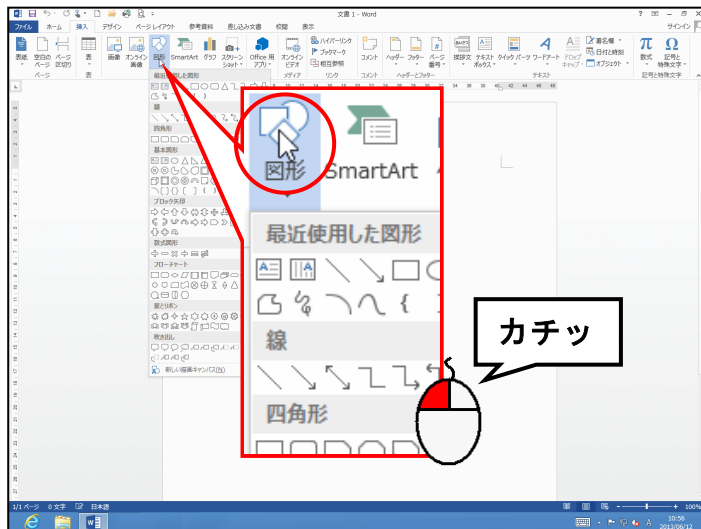 文書 1 - Word
サインイン
ファイル ホーム 挿入 デザイン ページ レイアウト 参考資料 差し込み文書 校閲 表示
表紙 空白のページ ページ区切り 表 画像 オンライン画像 図形 SmartArt グラフ スクリーンショット Office 用アプリ オンラインビデオ
ハイパーリンク
ブックマーク
相互参照
コメント ヘッダー フッター ページ番号 挨拶文 テキストボックス クイック パーツ ワードアート ドロップキャップ
署名欄
日付と時刻
オブジェクト
数式 記号と特殊文字
ページ 表 メディア リンク コメント ヘッダーとフッター テキスト 記号と特殊文字
最近使用した図形
線
四角形
基本図形
ブロック矢印
数式図形
フローチャート
星とリボン
吹き出し
新しい描画キャンバス(N)
図形 SmartArt
最近使用した図形
線
四角形
カチッ
1/1 ページ 0 文字 日本語
100%
A 10:56
2013/06/12